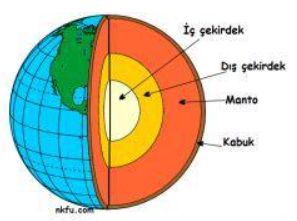 İç çekirdek
Dış çekirdek
Manto
Kabuk
nkfu.com